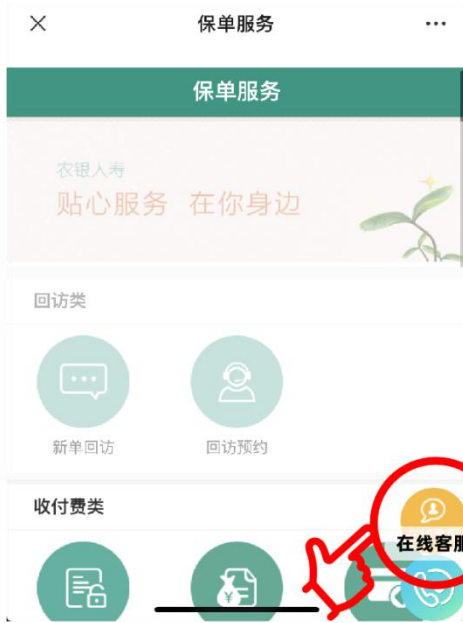 保单服务
保单服务
农银人寿
贴心服务 在你身边
回访类
新单回访
回访预约
收付费类
在线客服